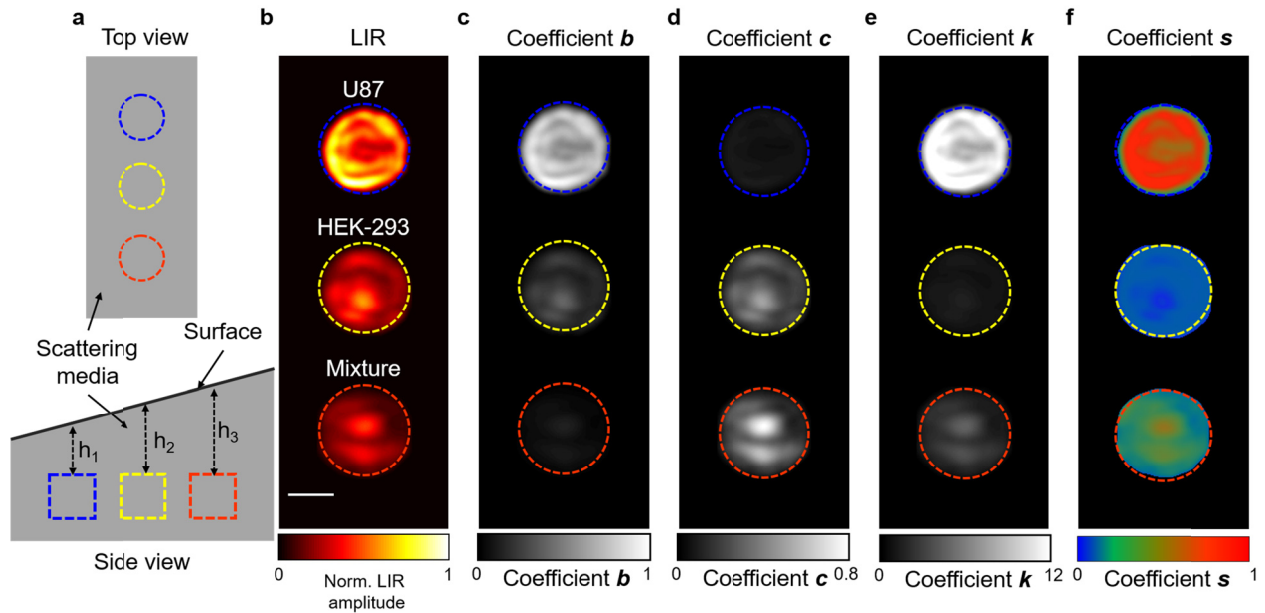 a
Top view
Surface
Scattering
media
h1
h2
h3
Side view
b
LIR
U87
HEK-293
Mixture
0
1
Norm. LIR
amplitude
c
Coefficient b
0
1
Coefficient b
d
Coefficient c
0
0.8
Coefficient c
e
Coefficient k
0
12
Coefficient k
f
Coefficient s
0
1
Coefficient s